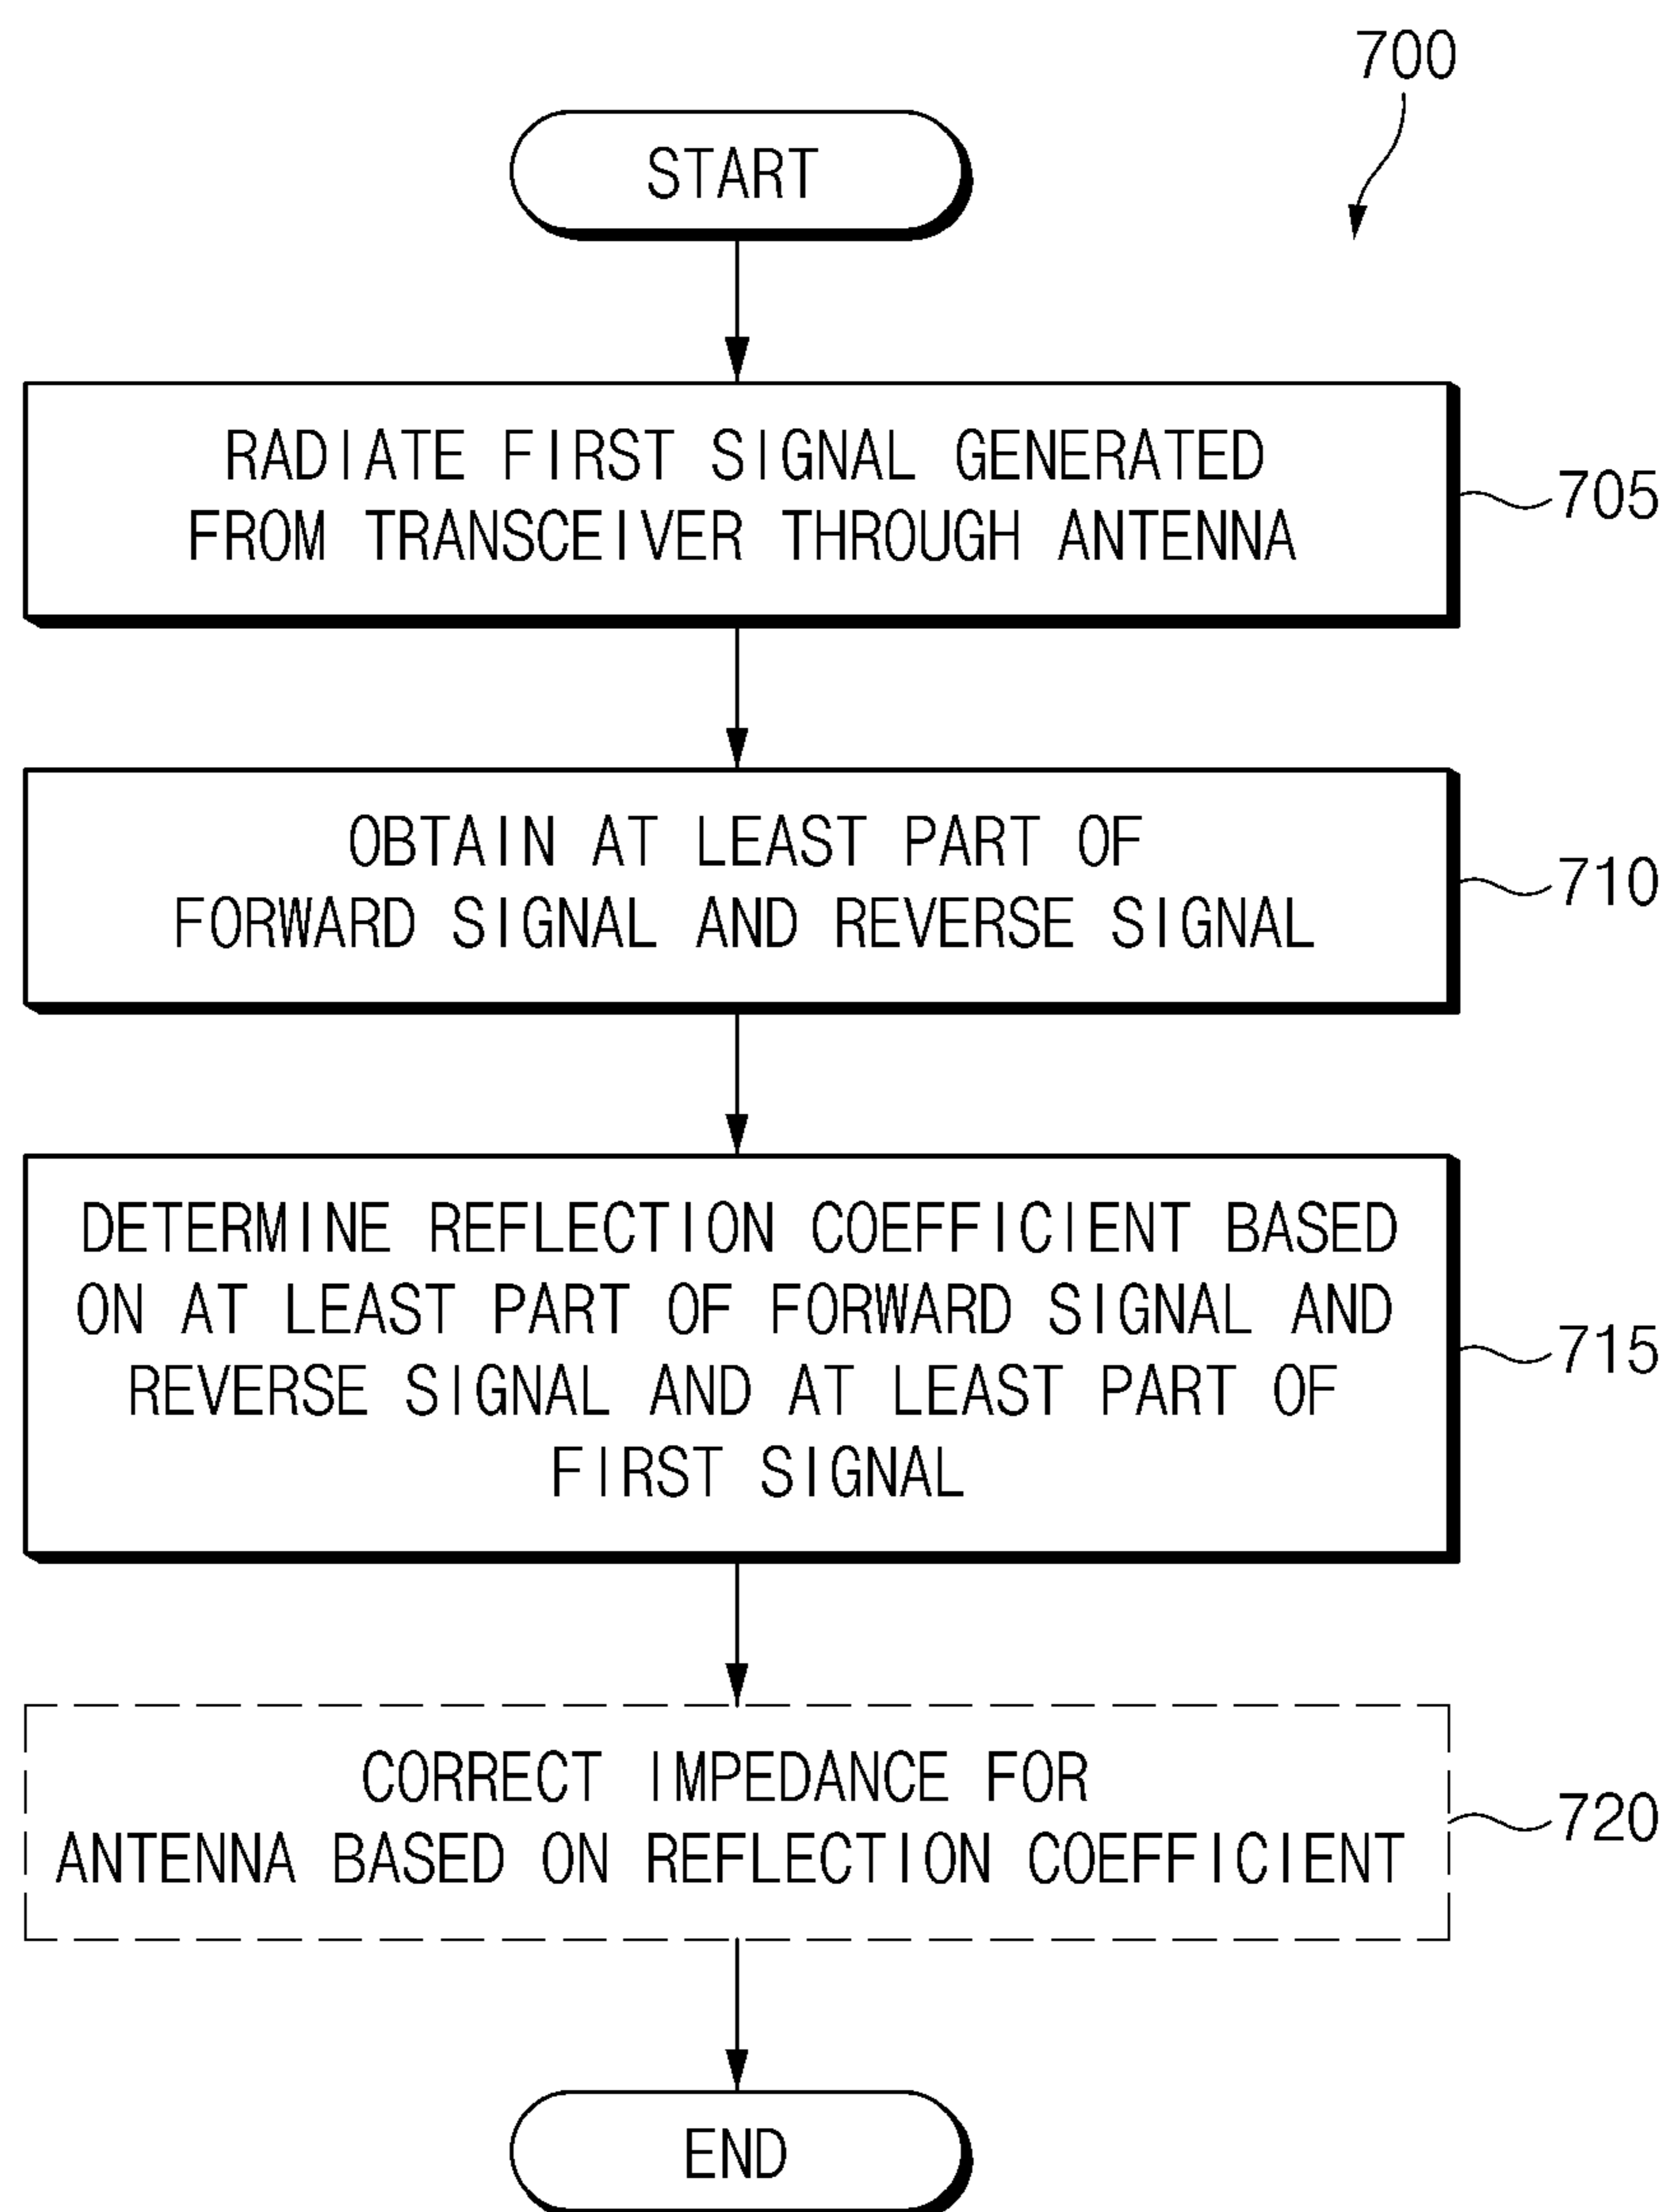 700
START
RADIATE FIRST SIGNAL GENERATED
FROM TRANSCEIVER THROUGH ANTENNA
705
OBTAIN AT LEAST PART OF
FORWARD SIGNAL AND REVERSE SIGNAL
710
DETERMINE REFLECTION COEFFICIENT BASED
ON AT LEAST PART OF FORWARD SIGNAL AND
REVERSE SIGNAL AND AT LEAST PART OF
FIRST SIGNAL
715
CORRECT IMPEDANCE FOR
ANTENNA BASED ON REFLECTION COEFFICIENT
720
END